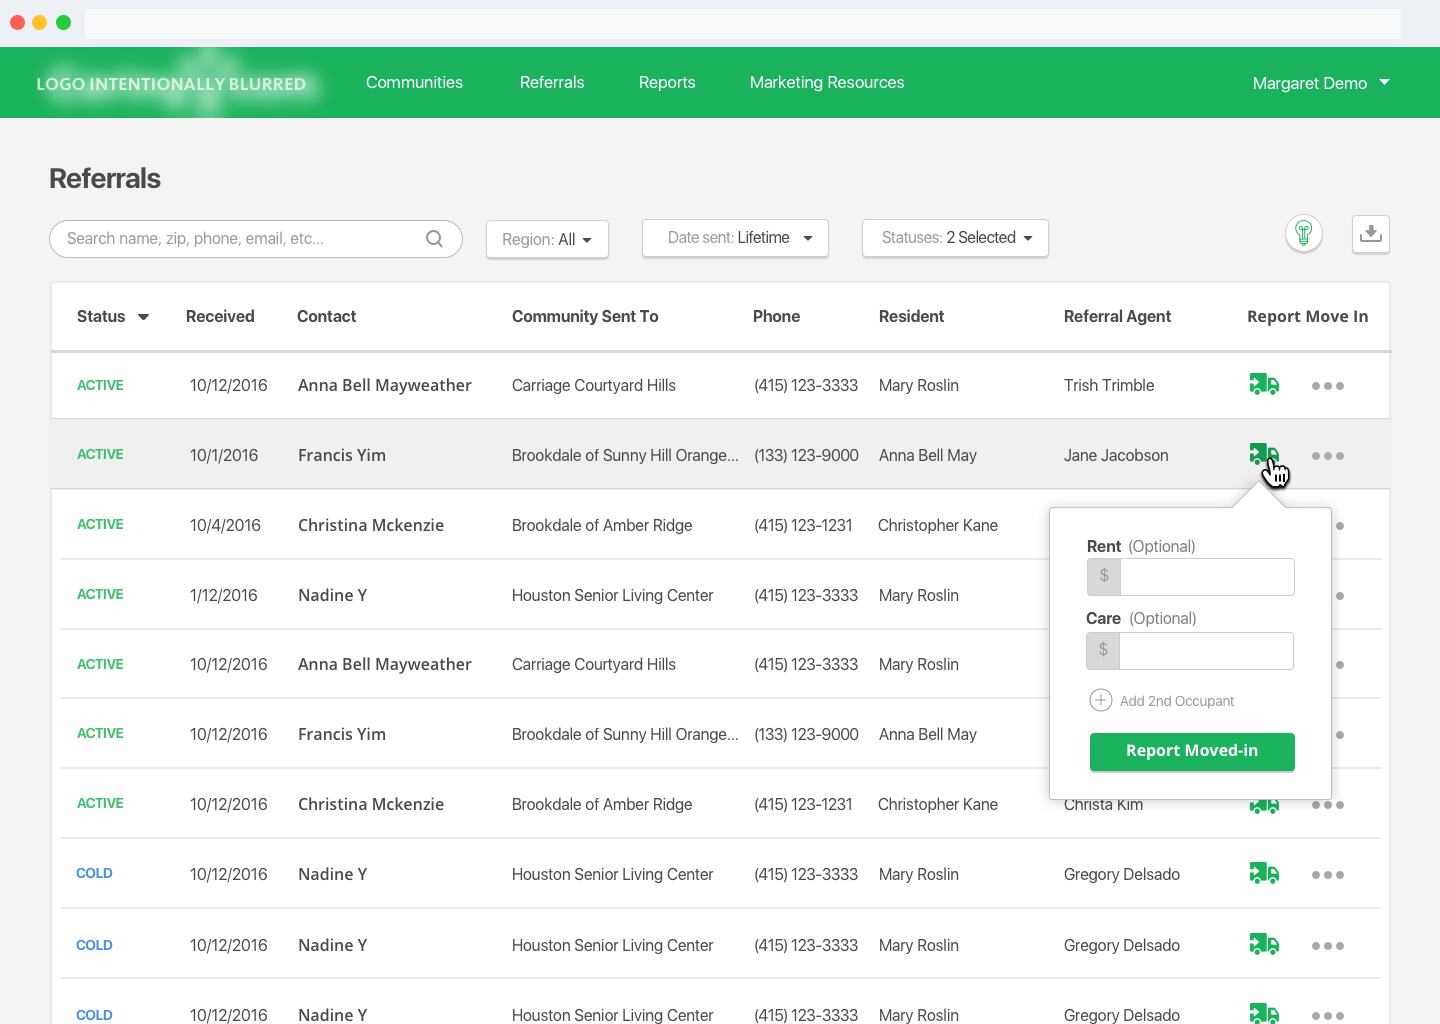 LOGO INTENTIONALLY BLURRED Communities Referrals Reports Marketing Resources Margaret Demo
Referrals
Search name, zip, phone, email, etc... Region: All Date sent: Lifetime Statuses: 2 Selected
Status Received Contact Community Sent To Phone Resident Referral Agent Report Move In
ACTIVE 10/12/2016 Anna Bell Mayweather Carriage Courtyard Hills (415) 123-3333 Mary Roslin Trish Trimble
ACTIVE 10/1/2016 Francis Yim Brookdale of Sunny Hill Orange... (133) 123-9000 Anna Bell May Jane Jacobson
ACTIVE 10/4/2016 Christina Mckenzie Brookdale of Amber Ridge (415) 123-1231 Christopher Kane
ACTIVE 1/12/2016 Nadine Y Houston Senior Living Center (415) 123-3333 Mary Roslin
ACTIVE 10/12/2016 Anna Bell Mayweather Carriage Courtyard Hills (415) 123-3333 Mary Roslin
ACTIVE 10/12/2016 Francis Yim Brookdale of Sunny Hill Orange... (133) 123-9000 Anna Bell May
ACTIVE 10/12/2016 Christina Mckenzie Brookdale of Amber Ridge (415) 123-1231 Christopher Kane Christa Kim
COLD 10/12/2016 Nadine Y Houston Senior Living Center (415) 123-3333 Mary Roslin Gregory Delsado
COLD 10/12/2016 Nadine Y Houston Senior Living Center (415) 123-3333 Mary Roslin Gregory Delsado
COLD 10/12/2016 Nadine Y Houston Senior Living Center (415) 123-3333 Mary Roslin Gregory Delsado
Rent (Optional)
$
Care (Optional)
$
Add 2nd Occupant
Report Moved-in